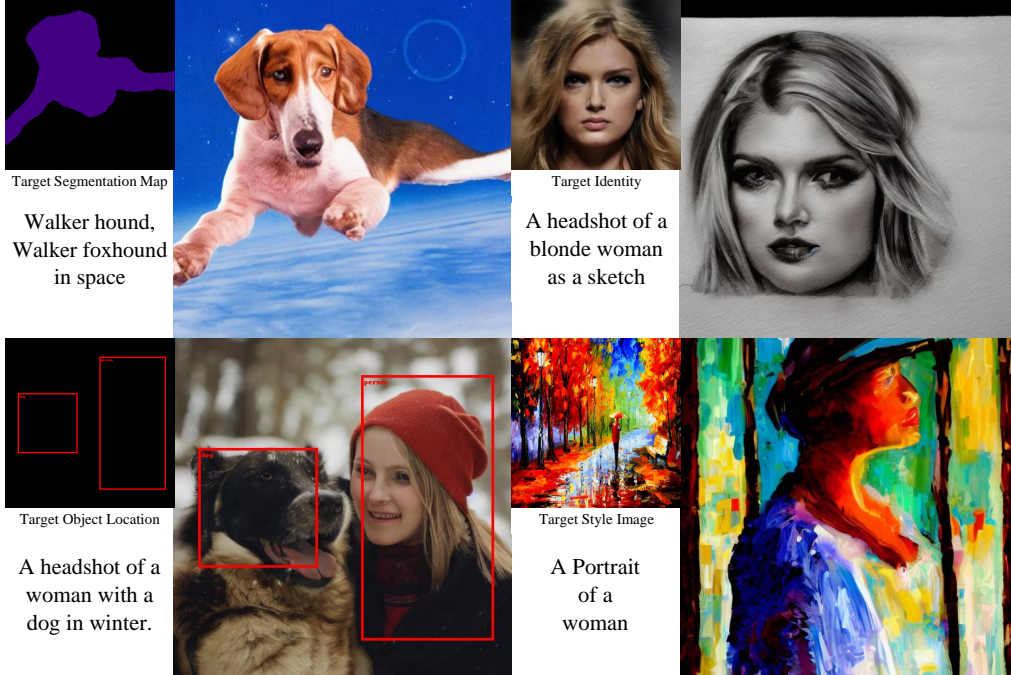 Target Segmentation Map
Walker hound,
Walker foxhound
in space
Target Identity
A headshot of a
blonde woman
as a sketch
person
dog
Target Object Location
A headshot of a
woman with a
dog in winter.
Target Style Image
A Portrait
of a
woman